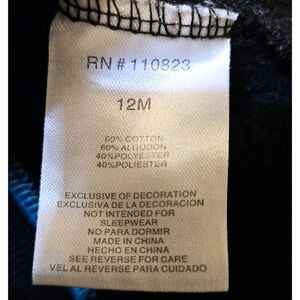 RN # 110823
12M
60% COTTON
60% ALGODON
40%POLYESTER
40%POLIESTER
EXCLUSIVE OF DECORATION
EXCLUSIVA DE LA DECORACION
NOT INTENDED FOR
SLEEPWEAR
NO PARA DORMIR
MADE IN CHINA
HECHO EN CHINA
SEE REVERSE FOR CARE
VEL AL REVERSE PARA CUIDADO